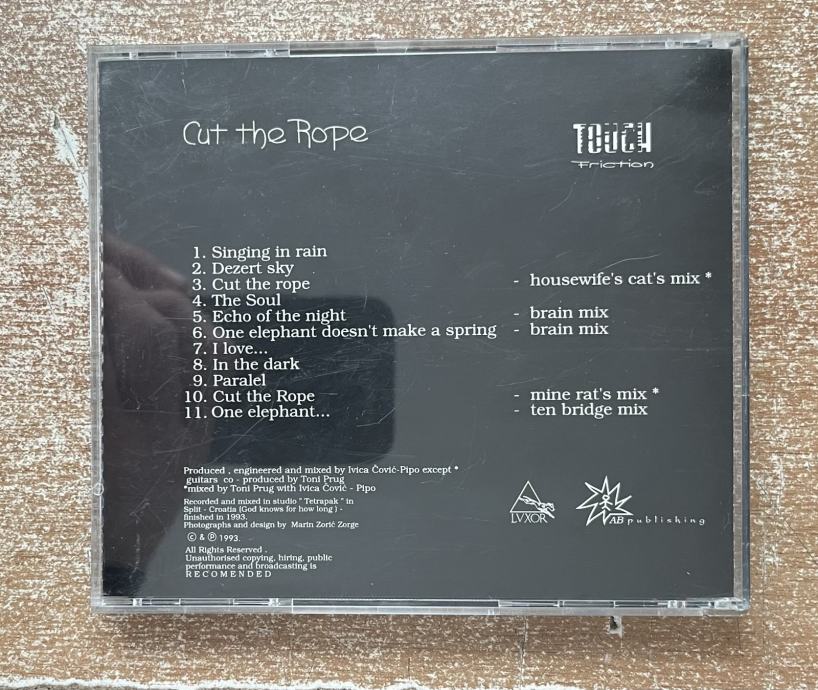 Cut the Rope
TOUCH
Friction
1. Singing in rain
2. Dezert sky
3. Cut the rope - housewife's cat's mix *
4. The Soul
5. Echo of the night - brain mix
6. One elephant doesn't make a spring - brain mix
7. I love...
8. In the dark
9. Paralel
10. Cut the Rope - mine rat's mix *
11. One elephant... - ten bridge mix
Produced , engineered and mixed by Ivica Čović-Pipo except *
guitars co - produced by Toni Prug
*mixed by Toni Prug with Ivica Čović - Pipo
Recorded and mixed in studio " Tetrapak " in
Split - Croatia (God knows for how long ) -
finished in 1993.
Photographs and design by Marin Zorić Zorge
© & ℗ 1993.
All Rights Reserved .
Unauthorised copying, hiring, public
performance and broadcasting is
RECOMENDED
LVXOR
AB publishing